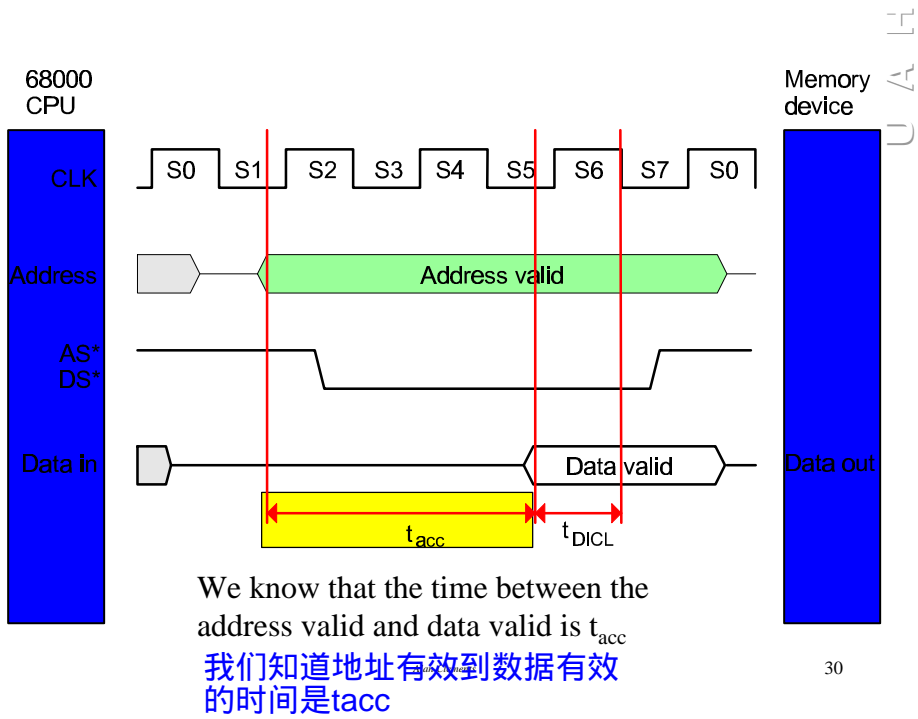 68000
CPU
Memory
device
U A H
CLK
S0 S1 S2 S3 S4 S5 S6 S7 S0
Address
Address valid
AS*
DS*
Data in
Data valid
Data out
tacc
tDICL
We know that the time between the
address valid and data valid is tacc
我们知道地址有效到数据有效
的时间是tacc
30